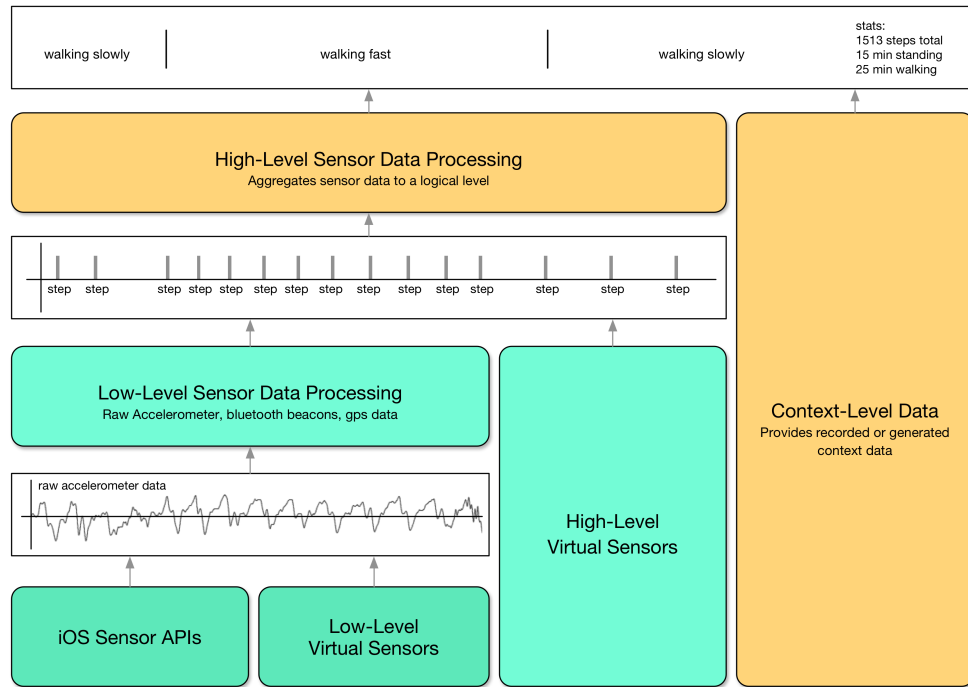 stats:
1513 steps total
15 min standing
25 min walking
walking slowly
walking fast
walking slowly
High-Level Sensor Data Processing
Aggregates sensor data to a logical level
step step step step step step step step step step step step step step step
Low-Level Sensor Data Processing
Raw Accelerometer, bluetooth beacons, gps data
raw accelerometer data
iOS Sensor APIs
Low-Level
Virtual Sensors
High-Level
Virtual Sensors
Context-Level Data
Provides recorded or generated
context data